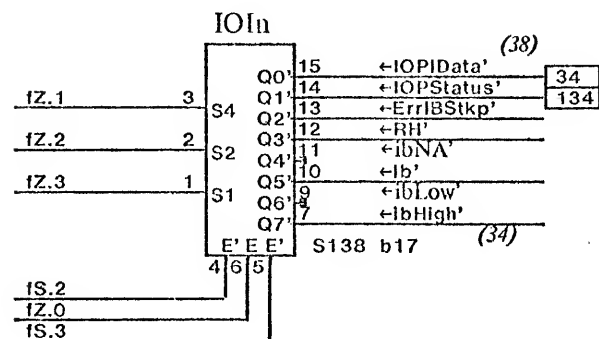 IOIn
(38)
15 ←IOPIData'
Q0' 34
14 ←IOPStatus'
Q1' 134
fZ.1 3 S4 13 ←ErrIBStkp'
Q2'
12 ←RH'
Q3'
fZ.2 2 S2 11 ←ibNA'
Q4'
10 ←Ib'
Q5'
fZ.3 1 S1 9 ←ibLow'
Q6'
7 ←IbHigh'
Q7' (34)
E' E E' S138 b17
4 6 5
fS.2
fZ.0
fS.3